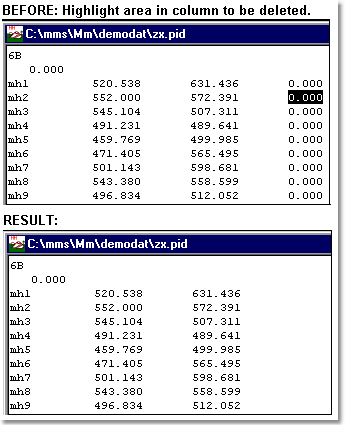 BEFORE: Highlight area in column to be deleted.
C:\mms\Mm\demodat\zx.pid
6B
0.000
mh1 520.538 631.436 0.000
mh2 552.000 572.391 0.000
mh3 545.104 507.311 0.000
mh4 491.231 489.641 0.000
mh5 459.769 499.985 0.000
mh6 471.405 565.495 0.000
mh7 501.143 598.681 0.000
mh8 543.380 558.599 0.000
mh9 496.834 512.052 0.000
RESULT:
C:\mms\Mm\demodat\zx.pid
6B
0.000
mh1 520.538 631.436
mh2 552.000 572.391
mh3 545.104 507.311
mh4 491.231 489.641
mh5 459.769 499.985
mh6 471.405 565.495
mh7 501.143 598.681
mh8 543.380 558.599
mh9 496.834 512.052